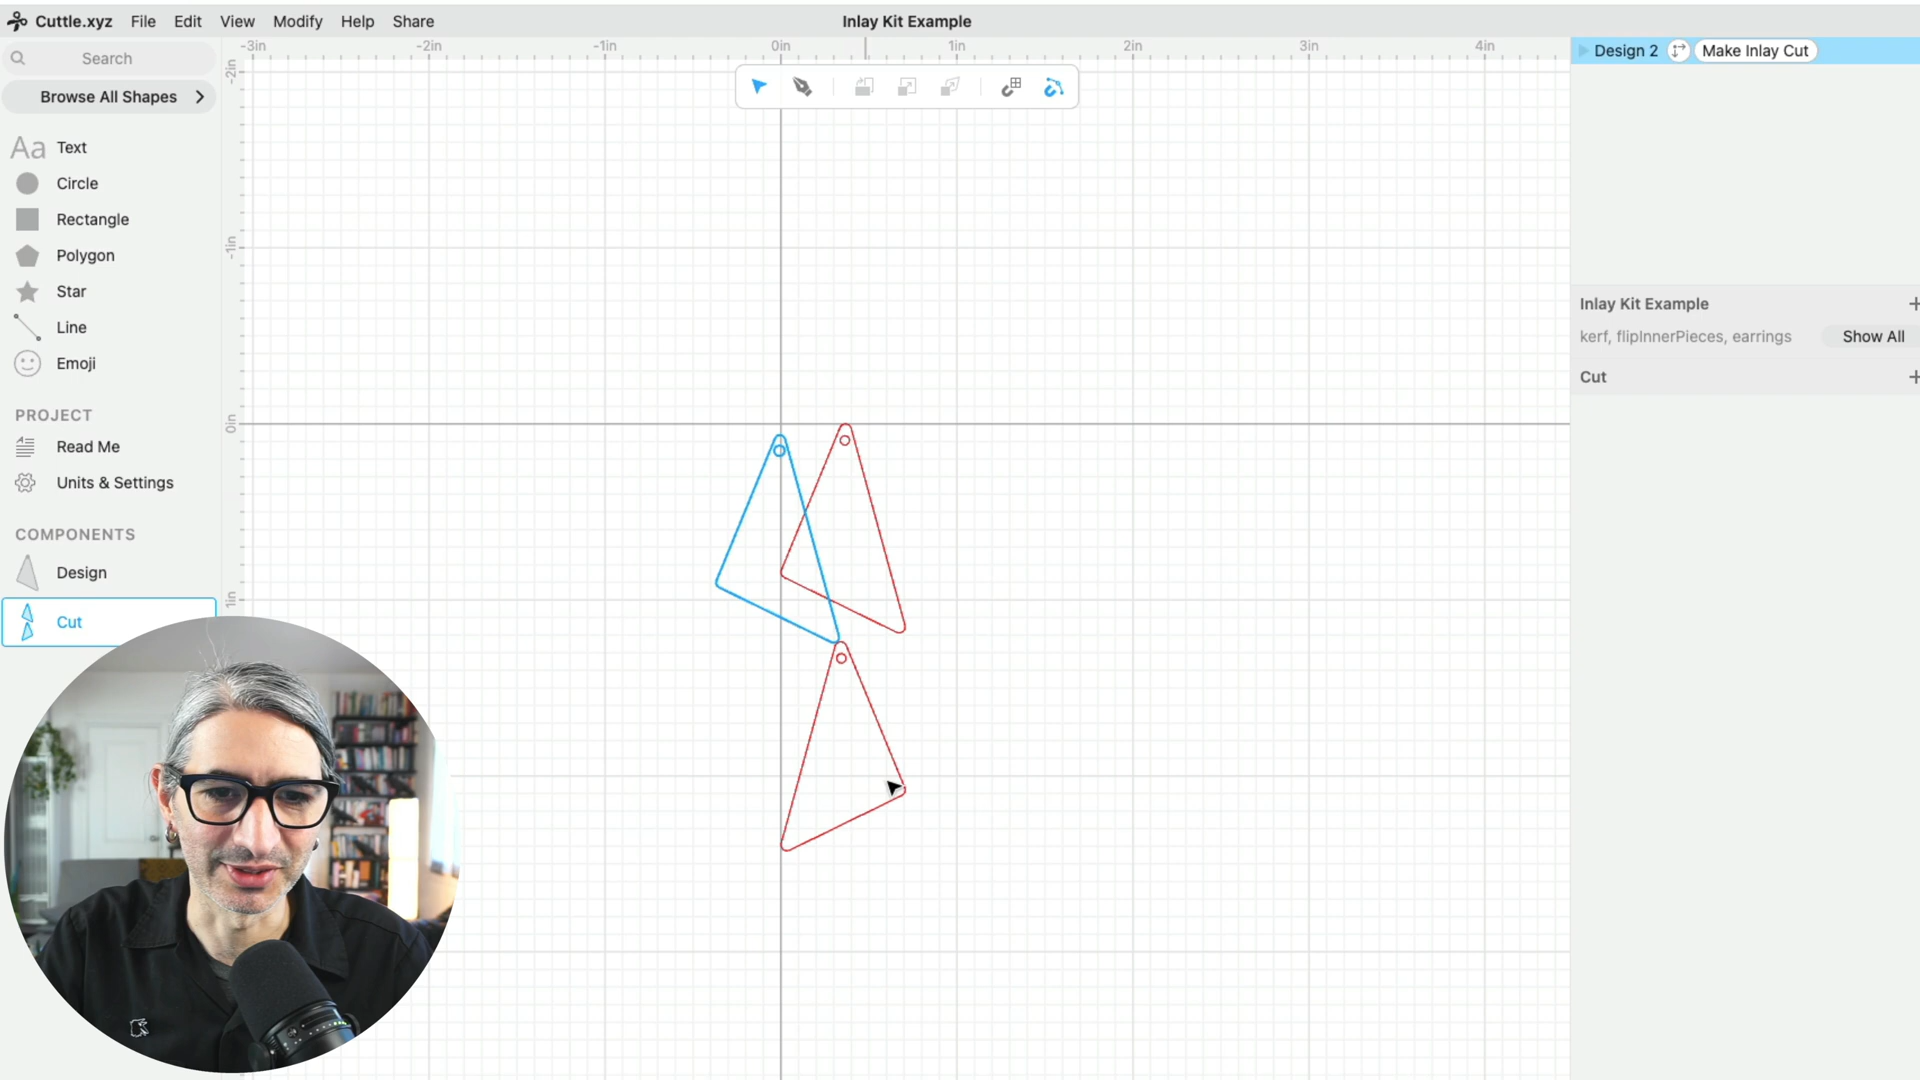 Cuttle.xyz File Edit View Modify Help Share
Inlay Kit Example
Search
Browse All Shapes
Aa Text
Circle
Rectangle
Polygon
Star
Line
Emoji
PROJECT
Read Me
Units & Settings
COMPONENTS
Design
Cut
-3in -2in -1in 0in 1in 2in 3in 4in
-2in
-1in
0in
1in
Design 2 Make Inlay Cut
Inlay Kit Example
kerf, flipInnerPieces, earrings Show All
Cut